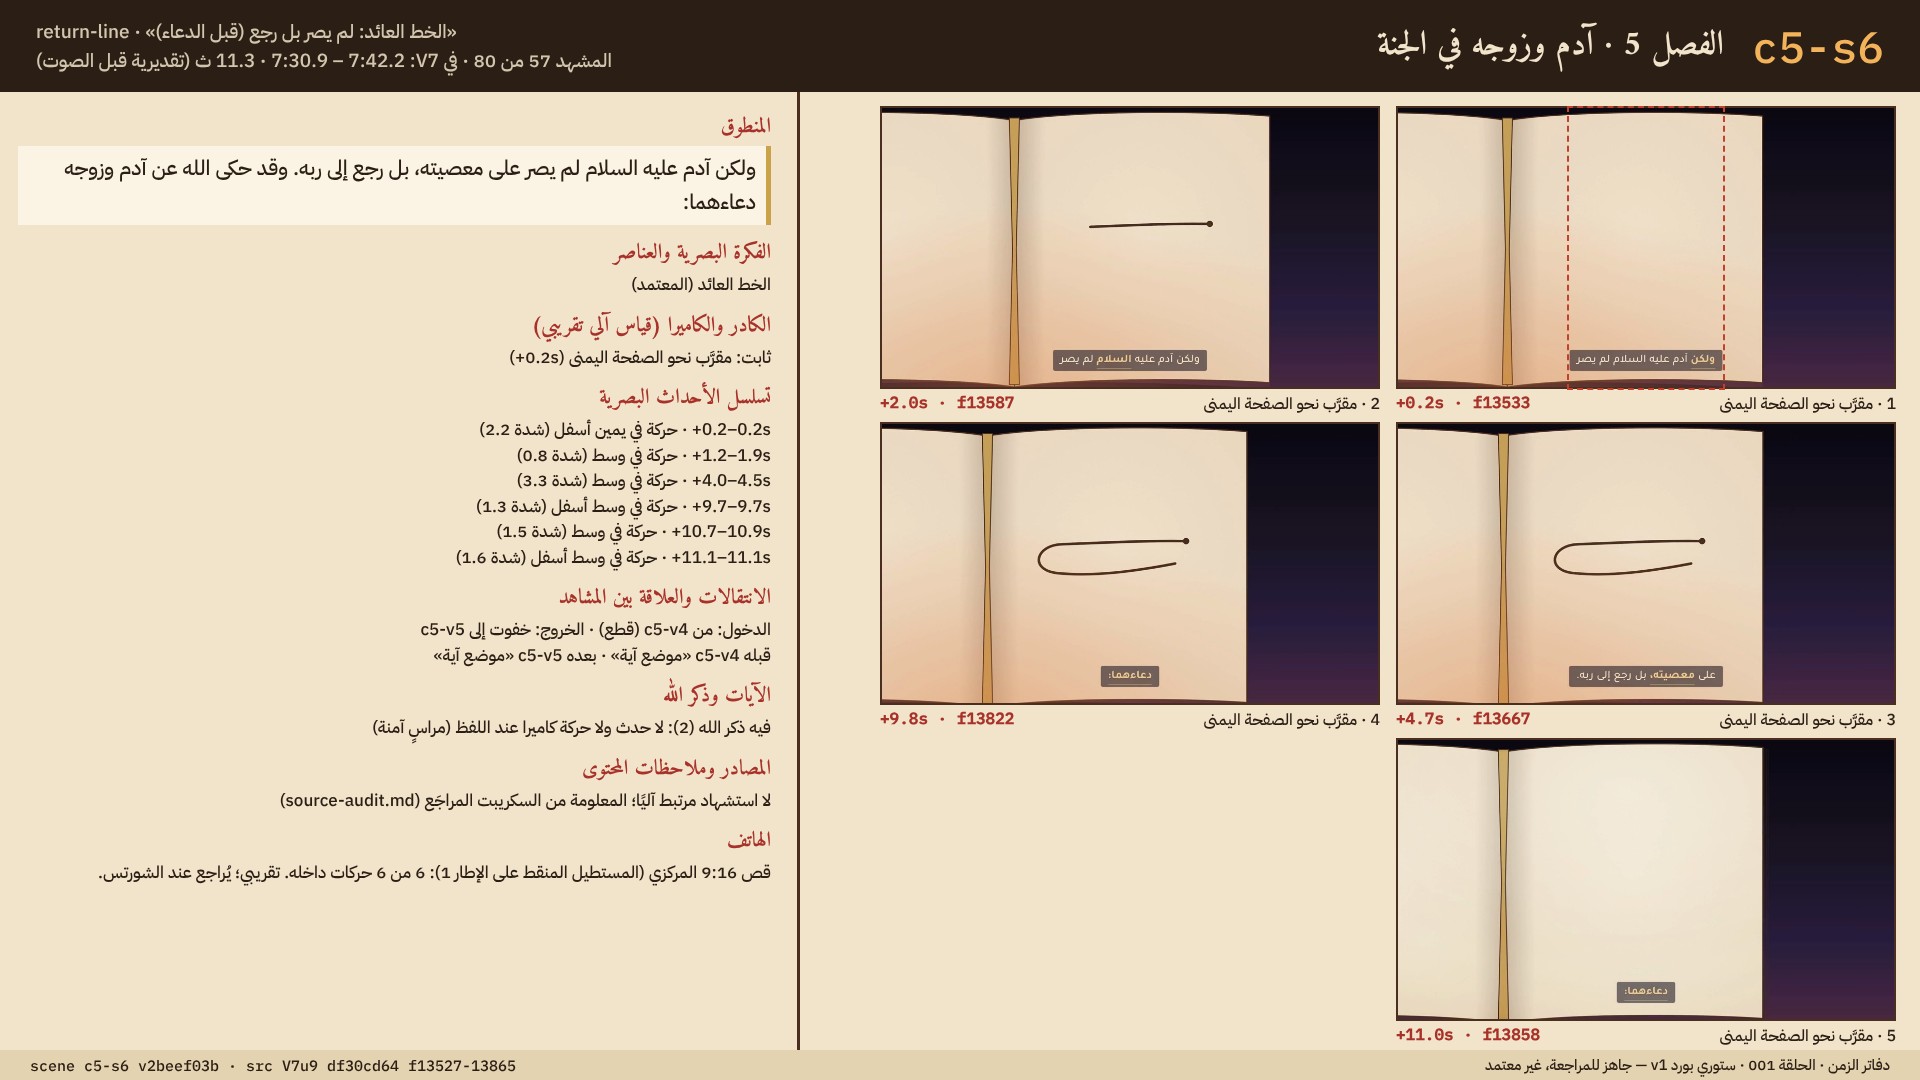 c5-s6 الفصل 5 · آدم وزوجه في الجنة
«الخط العائد: لم يصر بل رجع (قبل الدعاء)» · return-line
المشهد 57 من 80 · في V7: 7:30.9 – 7:42.2 · 11.3 ث (تقديرية قبل الصوت)
ولكن آدم عليه السلام لم يصر
1 · مقرَّب نحو الصفحة اليمنى +0.2s · f13533
ولكن آدم عليه السلام لم يصر
2 · مقرَّب نحو الصفحة اليمنى +2.0s · f13587
على معصيته، بل رجع إلى ربه.
3 · مقرَّب نحو الصفحة اليمنى +4.7s · f13667
دعاءهما:
4 · مقرَّب نحو الصفحة اليمنى +9.8s · f13822
دعاءهما:
5 · مقرَّب نحو الصفحة اليمنى +11.0s · f13858
المنطوق
ولكن آدم عليه السلام لم يصر على معصيته، بل رجع إلى ربه. وقد حكى الله عن آدم وزوجه
دعاءهما:
الفكرة البصرية والعناصر
الخط العائد (المعتمد)
الكادر والكاميرا (قياس آلي تقريبي)
ثابت: مقرَّب نحو الصفحة اليمنى (+0.2s)
تسلسل الأحداث البصرية
+0.2–0.2s · حركة في يمين أسفل (شدة 2.2)
+1.2–1.9s · حركة في وسط (شدة 0.8)
+4.0–4.5s · حركة في وسط (شدة 3.3)
+9.7–9.7s · حركة في وسط أسفل (شدة 1.3)
+10.7–10.9s · حركة في وسط (شدة 1.5)
+11.1–11.1s · حركة في وسط أسفل (شدة 1.6)
الانتقالات والعلاقة بين المشاهد
الدخول: من c5-v4 (قطع) · الخروج: خفوت إلى c5-v5
قبله c5-v4 «موضع آية» · بعده c5-v5 «موضع آية»
الآيات وذكر الله
فيه ذكر الله (2): لا حدث ولا حركة كاميرا عند اللفظ (مراسٍ آمنة)
المصادر وملاحظات المحتوى
لا استشهاد مرتبط آليًا؛ المعلومة من السكريبت المراجَع (source-audit.md)
الهاتف
قص 9:16 المركزي (المستطيل المنقط على الإطار 1): 6 من 6 حركات داخله. تقريبي؛ يُراجع عند الشورتس.
دفاتر الزمن · الحلقة 001 · ستوري بورد v1 — جاهز للمراجعة، غير معتمد
scene c5-s6 v2beef03b · src V7u9 df30cd64 f13527-13865